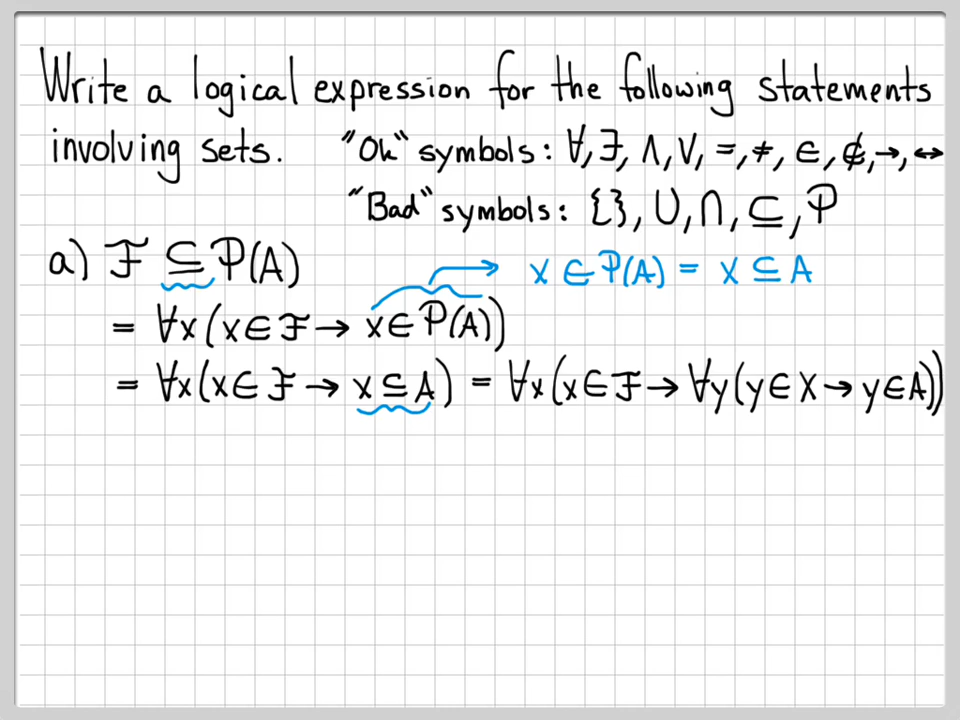 Write a logical expression for the following statements
involving sets. "Ok" symbols: ∀, ∃, ∧, ∨, =, ≠, ∈, ∉, →, ↔
"Bad" symbols: {}, ∪, ∩, ⊆, 𝒫
a) ℱ ⊆ 𝒫(A) x ∈ 𝒫(A) = x ⊆ A
= ∀x(x ∈ ℱ → x ∈ 𝒫(A))
= ∀x(x ∈ ℱ → x ⊆ A) = ∀x(x ∈ ℱ → ∀y(y ∈ x → y ∈ A))